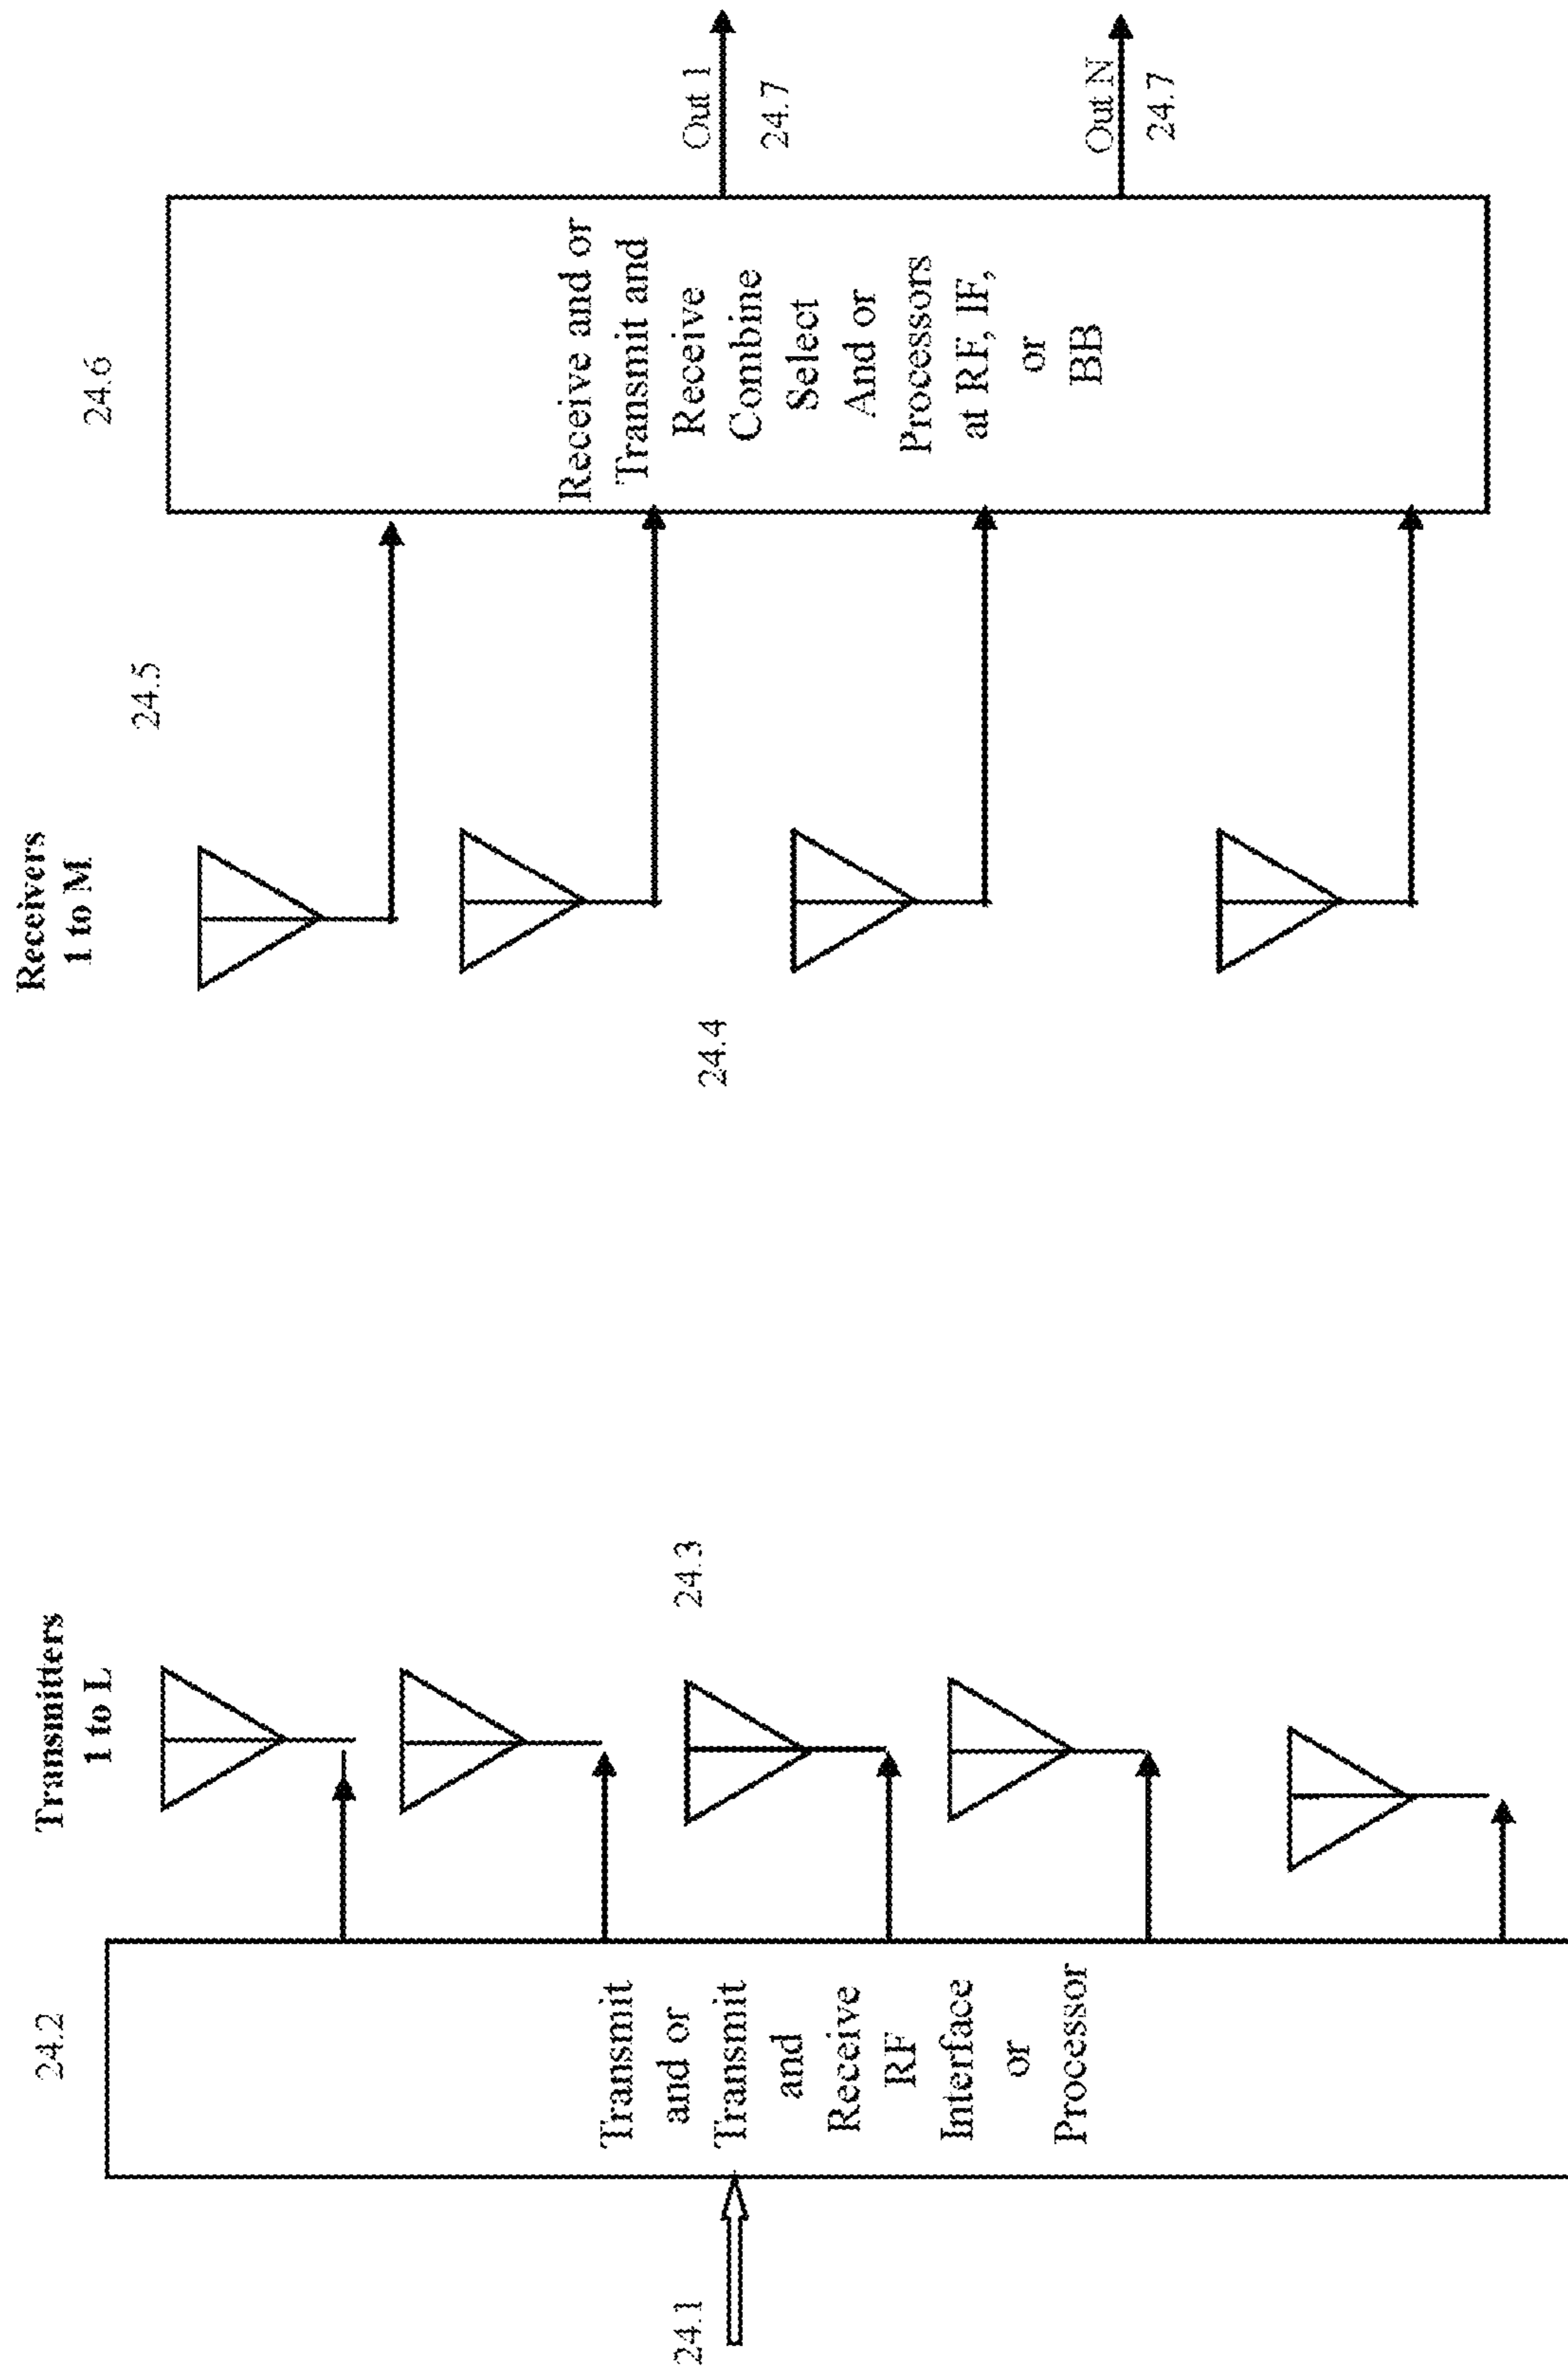 Transmitters
1 to L
Receivers
1 to M
24.1
24.2
Transmit
and or
Transmit
and
Receive
RF
Interface
or
Processor
24.3
24.4
24.5
24.6
Receive and or
Transmit and
Receive
Combine
Select
And or
Processors
at RF, IF,
or
BB
Out 1
24.7
Out N
24.7